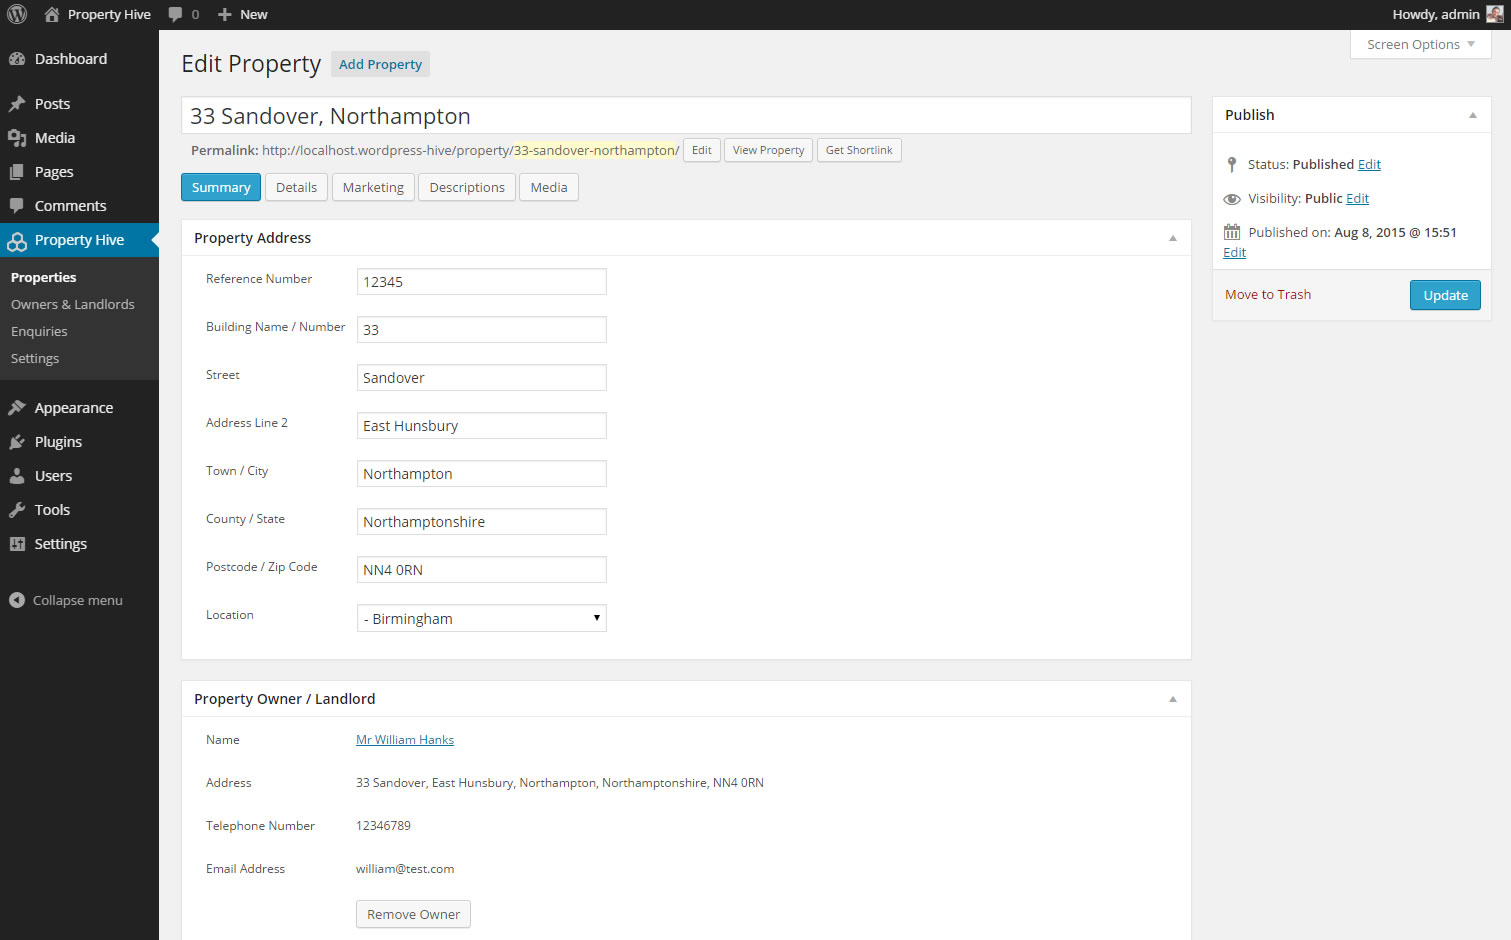 Property Hive 0 New Howdy, admin
Screen Options
Dashboard
Posts
Media
Pages
Comments
Property Hive
Properties
Owners & Landlords
Enquiries
Settings
Appearance
Plugins
Users
Tools
Settings
Collapse menu
Edit Property Add Property
33 Sandover, Northampton
Permalink: http://localhost.wordpress-hive/property/33-sandover-northampton/ Edit View Property Get Shortlink
Summary Details Marketing Descriptions Media
Property Address
Reference Number 12345
Building Name / Number 33
Street Sandover
Address Line 2 East Hunsbury
Town / City Northampton
County / State Northamptonshire
Postcode / Zip Code NN4 0RN
Location - Birmingham
Property Owner / Landlord
Name Mr William Hanks
Address 33 Sandover, East Hunsbury, Northampton, Northamptonshire, NN4 0RN
Telephone Number 12346789
Email Address william@test.com
Remove Owner
Publish
Status: Published Edit
Visibility: Public Edit
Published on: Aug 8, 2015 @ 15:51
Edit
Move to Trash Update